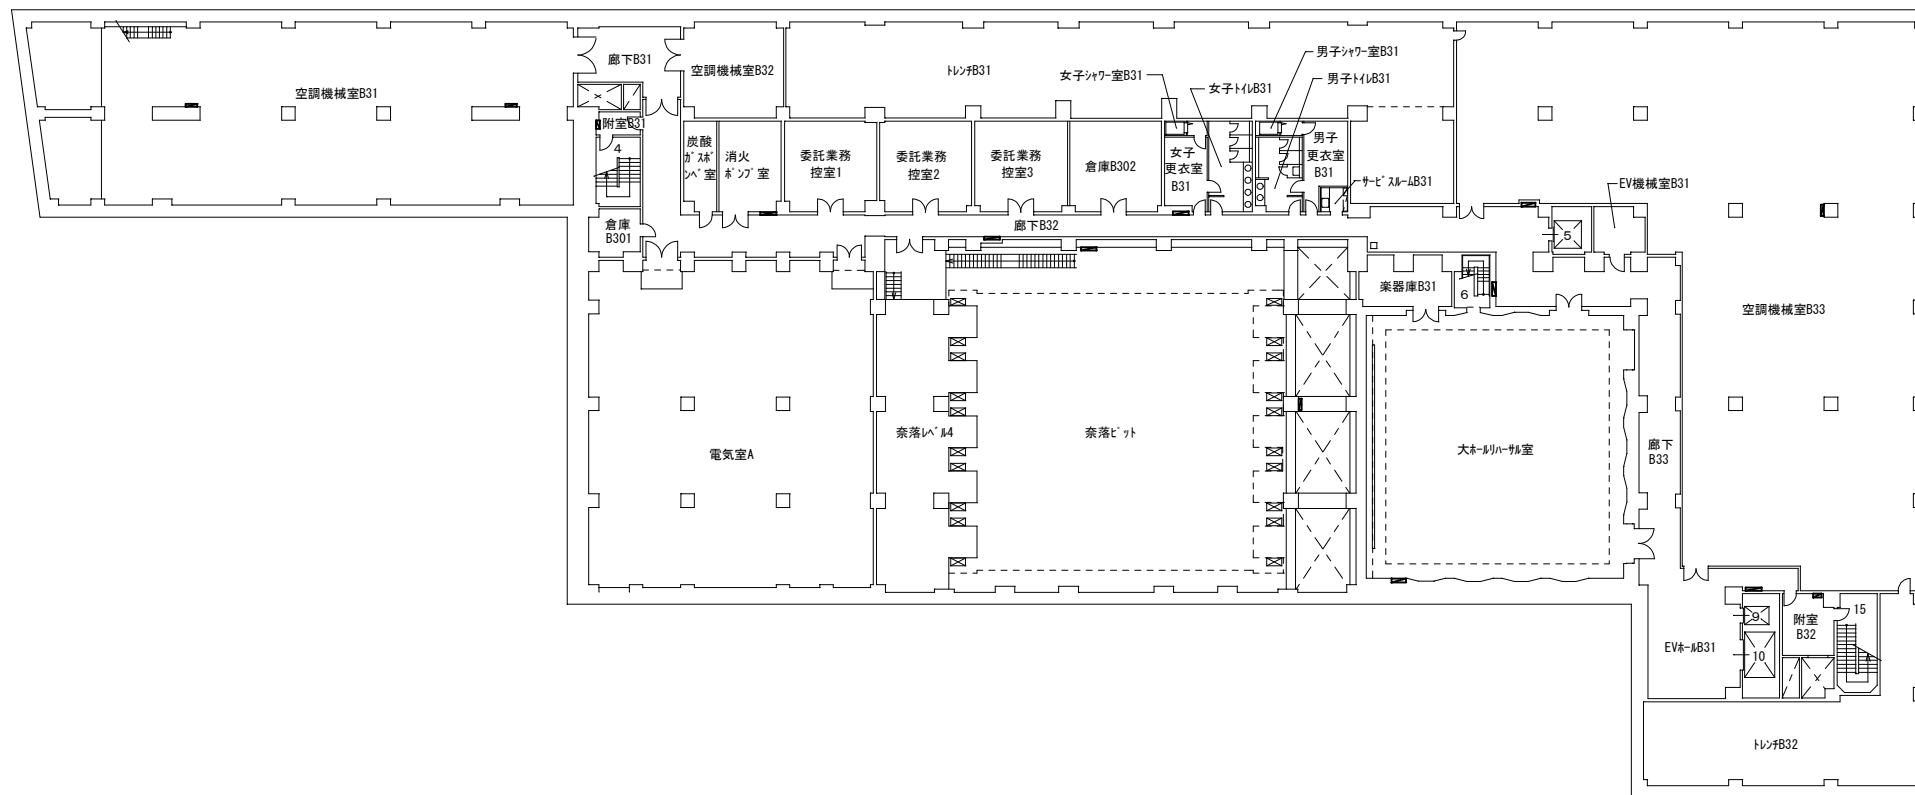 空調機械室B31
廊下B31
空調機械室B32
トレンチB31
女子シャワー室B31
女子トイレB31
男子シャワー室B31
男子トイレB31
附室B31
4
炭酸
ガスボ
ンベ室
消火
ポンプ室
委託業務
控室1
委託業務
控室2
委託業務
控室3
倉庫B302
女子
更衣室
B31
男子
更衣室
B31
サービスルームB31
EV機械室B31
倉庫
B301
廊下B32
5
楽器庫B31
6
空調機械室B33
電気室A
奈落レベル4
奈落ピット
大ホールリハーサル室
廊下
B33
EVホールB31
9
10
附室
B32
15
トレンチB32